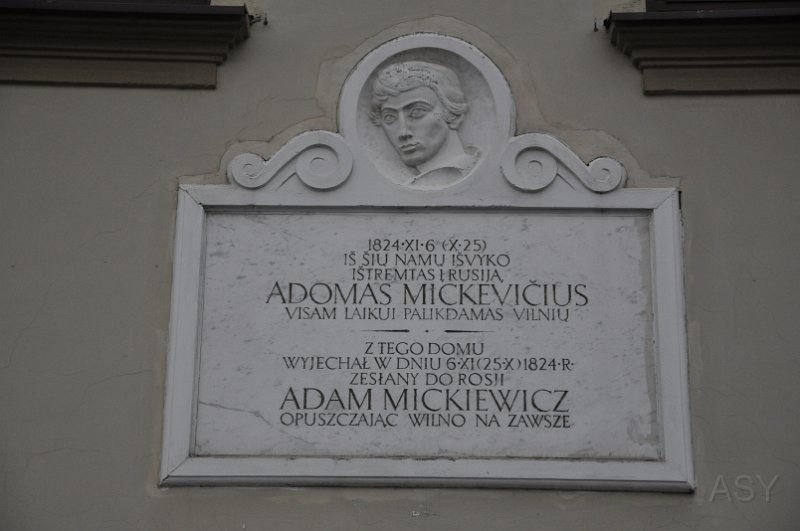 1824·XI·6 (X·25)
IŠ ŠIŲ NAMŲ IŠVYKO
IŠTREMTAS Į RUSIJĄ
ADOMAS MICKEVIČIUS
VISAM LAIKUI PALIKDAMAS VILNIŲ
Z TEGO DOMU
WYJECHAŁ W DNIU 6·XI(25·X)1824·R·
ZESŁANY DO ROSJI
ADAM MICKIEWICZ
OPUSZCZAJĄC WILNO NA ZAWSZE
ASY